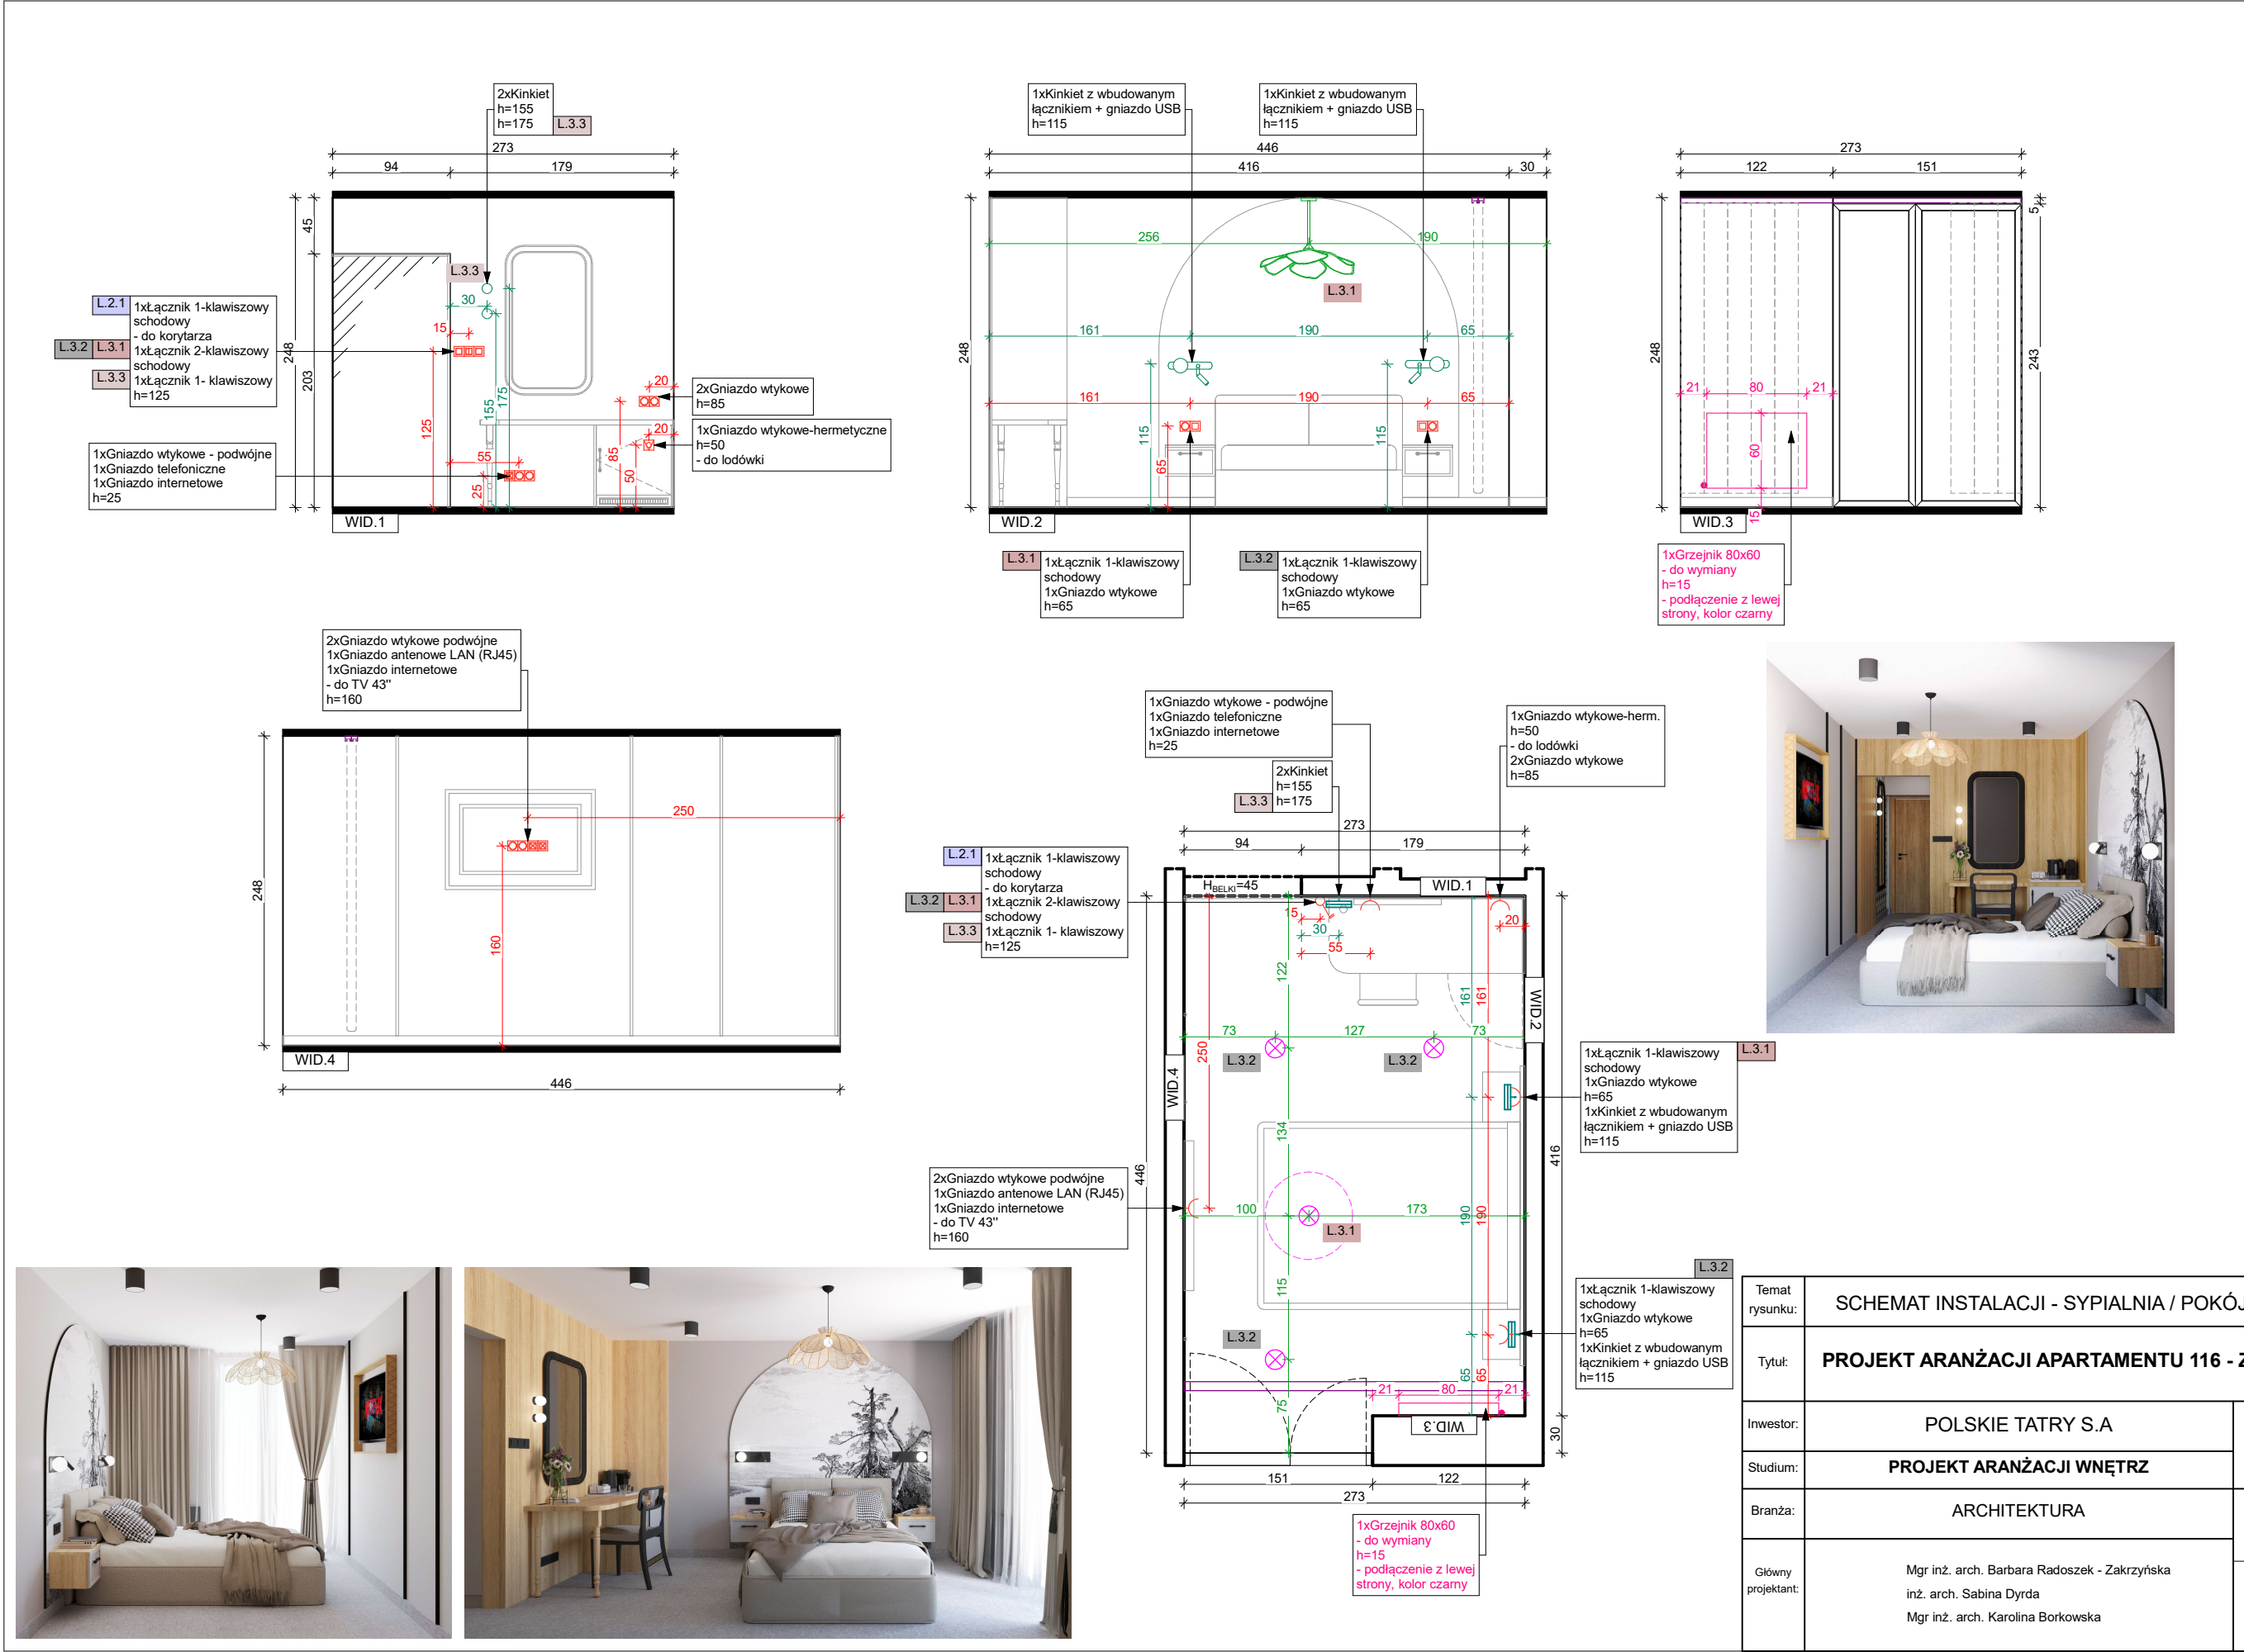 2xKinkiet
h=155
h=175
L.3.3
273
94
179
45
248
203
L.3.3
30
15
L.2.1
1xŁącznik 1-klawiszowy
schodowy
- do korytarza
L.3.2
L.3.1
1xŁącznik 2-klawiszowy
schodowy
L.3.3
1xŁącznik 1- klawiszowy
h=125
125
155
175
20
2xGniazdo wtykowe
h=85
20
1xGniazdo wtykowe-hermetyczne
h=50
- do lodówki
85
50
55
25
1xGniazdo wtykowe - podwójne
1xGniazdo telefoniczne
1xGniazdo internetowe
h=25
WID.1
1xKinkiet z wbudowanym
łącznikiem + gniazdo USB
h=115
1xKinkiet z wbudowanym
łącznikiem + gniazdo USB
h=115
446
416
30
256
190
L.3.1
248
161
190
65
161
190
65
115
115
65
WID.2
L.3.1
1xŁącznik 1-klawiszowy
schodowy
1xGniazdo wtykowe
h=65
L.3.2
1xŁącznik 1-klawiszowy
schodowy
1xGniazdo wtykowe
h=65
273
122
151
5
248
243
21
80
21
60
15
WID.3
1xGrzejnik 80x60
- do wymiany
h=15
- podłączenie z lewej
strony, kolor czarny
2xGniazdo wtykowe podwójne
1xGniazdo antenowe LAN (RJ45)
1xGniazdo internetowe
- do TV 43"
h=160
248
250
160
WID.4
446
1xGniazdo wtykowe - podwójne
1xGniazdo telefoniczne
1xGniazdo internetowe
h=25
2xKinkiet
h=155
h=175
L.3.3
1xGniazdo wtykowe-herm.
h=50
- do lodówki
2xGniazdo wtykowe
h=85
273
94
179
L.2.1
1xŁącznik 1-klawiszowy
schodowy
- do korytarza
L.3.2
L.3.1
1xŁącznik 2-klawiszowy
schodowy
L.3.3
1xŁącznik 1- klawiszowy
h=125
HBELKI=45
WID.1
15
30
55
20
122
161
161
WID.2
73
127
73
250
L.3.2
L.3.2
WID.4
1xŁącznik 1-klawiszowy
schodowy
1xGniazdo wtykowe
h=65
1xKinkiet z wbudowanym
łącznikiem + gniazdo USB
h=115
L.3.1
134
446
416
2xGniazdo wtykowe podwójne
1xGniazdo antenowe LAN (RJ45)
1xGniazdo internetowe
- do TV 43"
h=160
100
173
190
190
L.3.1
115
L.3.2
L.3.2
1xŁącznik 1-klawiszowy
schodowy
1xGniazdo wtykowe
h=65
1xKinkiet z wbudowanym
łącznikiem + gniazdo USB
h=115
65
65
75
21
80
21
WID.3
30
151
122
273
1xGrzejnik 80x60
- do wymiany
h=15
- podłączenie z lewej
strony, kolor czarny
Temat
rysunku:
SCHEMAT INSTALACJI - SYPIALNIA / POKÓJ
Tytuł:
PROJEKT ARANŻACJI APARTAMENTU 116 - Z
Inwestor:
POLSKIE TATRY S.A
Studium:
PROJEKT ARANŻACJI WNĘTRZ
Branża:
ARCHITEKTURA
Główny
projektant:
Mgr inż. arch. Barbara Radoszek - Zakrzyńska
inż. arch. Sabina Dyrda
Mgr inż. arch. Karolina Borkowska